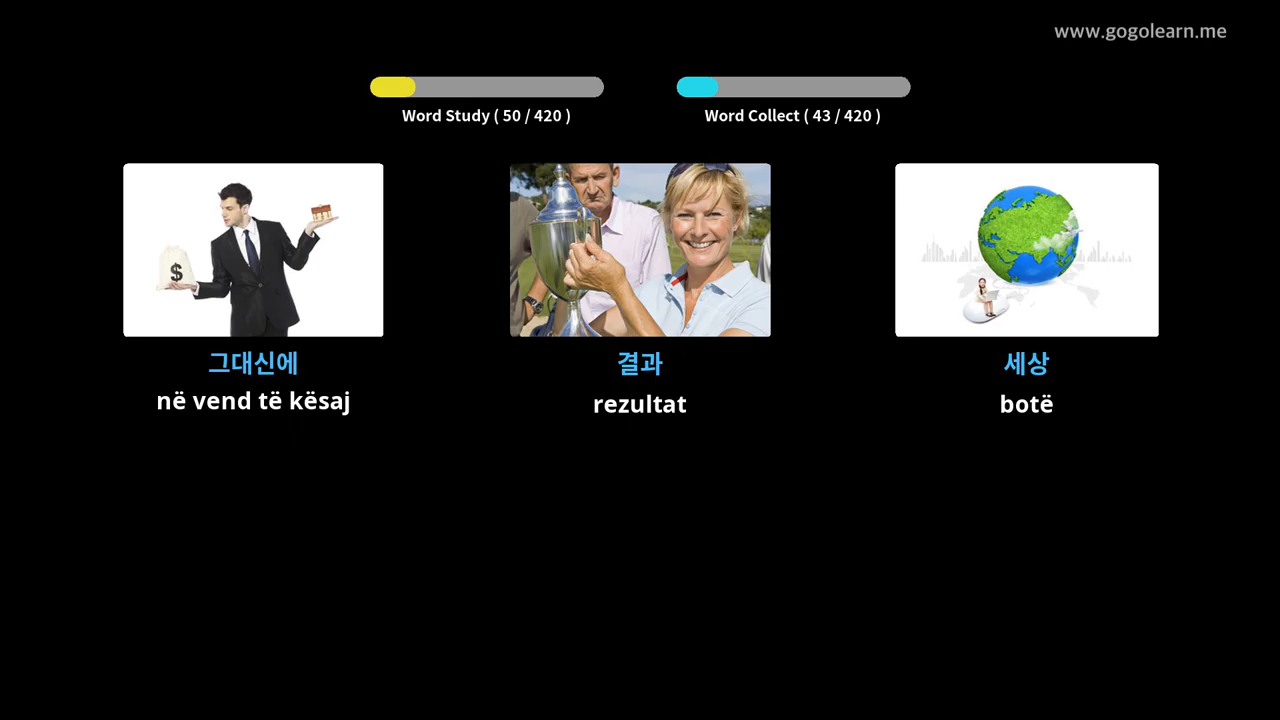 www.gogolearn.me
Word Study ( 50 / 420 )
Word Collect ( 43 / 420 )
$
그대신에
결과
세상
në vend të kësaj
rezultat
botë